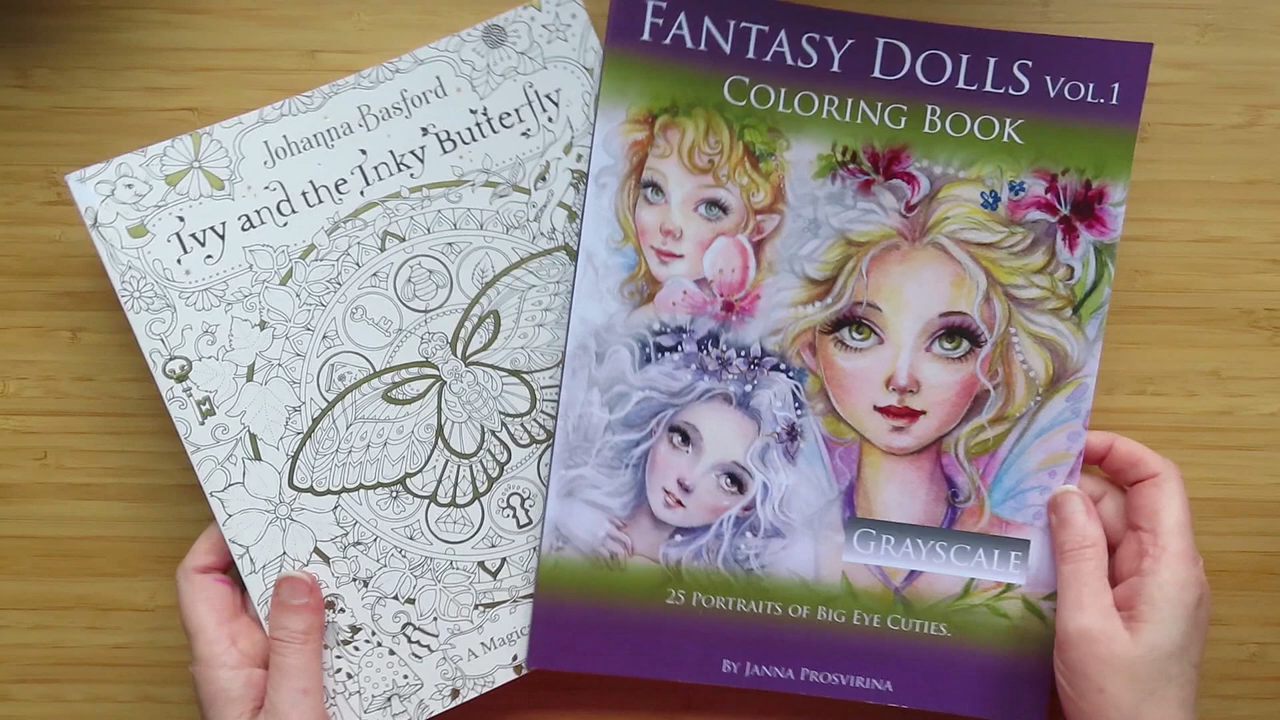 Johanna Basford
Ivy and the Inky Butterfly
A Magic
FANTASY DOLLS VOL.1
COLORING BOOK
GRAYSCALE
25 PORTRAITS OF BIG EYE CUTIES.
BY JANNA PROSVIRINA